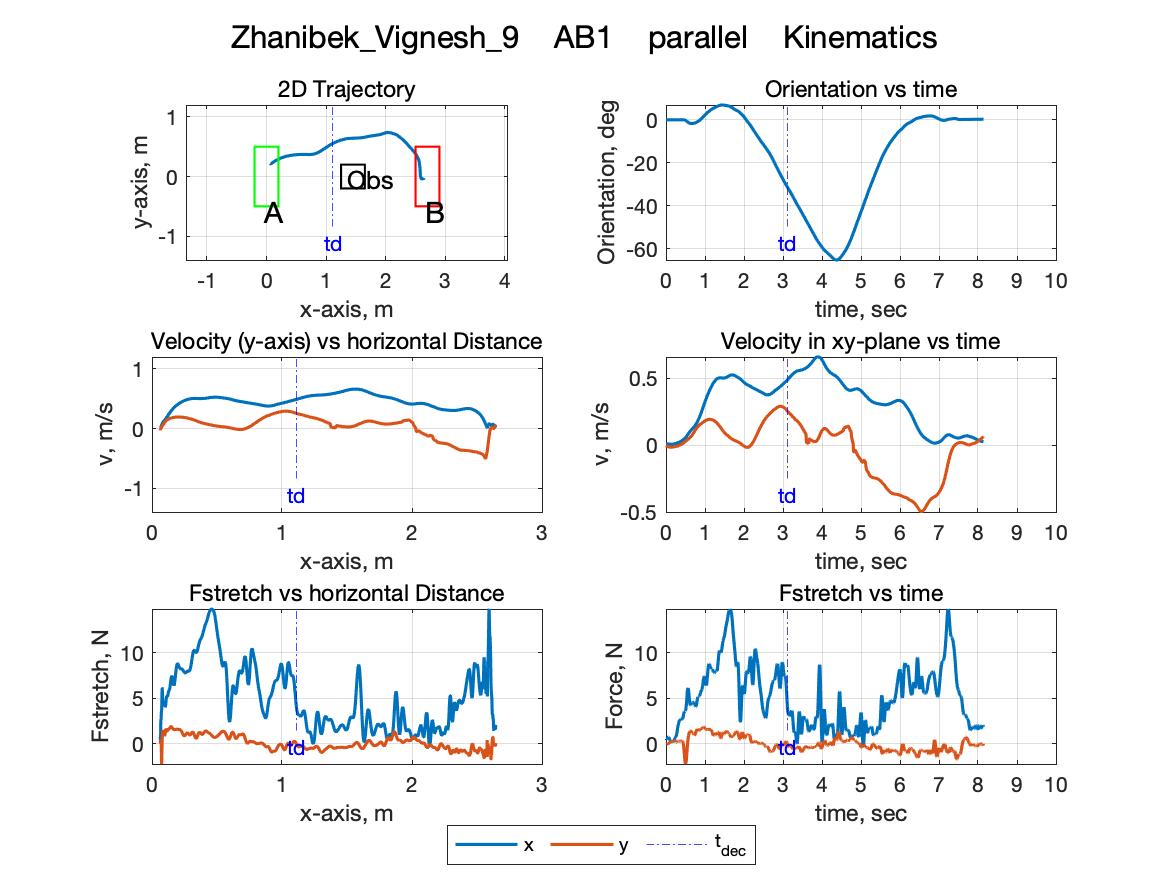 Zhanibek_Vignesh_9 AB1 parallel Kinematics
2D Trajectory
1
0
-1
y-axis, m
A
Obs
B
td
-1 0 1 2 3 4
x-axis, m
Orientation vs time
0
-20
-40
-60
Orientation, deg
td
0 1 2 3 4 5 6 7 8 9 10
time, sec
Velocity (y-axis) vs horizontal Distance
1
0
-1
v, m/s
td
0 1 2 3
x-axis, m
Velocity in xy-plane vs time
0.5
0
-0.5
v, m/s
td
0 1 2 3 4 5 6 7 8 9 10
time, sec
Fstretch vs horizontal Distance
10
5
0
Fstretch, N
td
0 1 2 3
x-axis, m
Fstretch vs time
10
5
0
Force, N
td
0 1 2 3 4 5 6 7 8 9 10
time, sec
x y t_dec